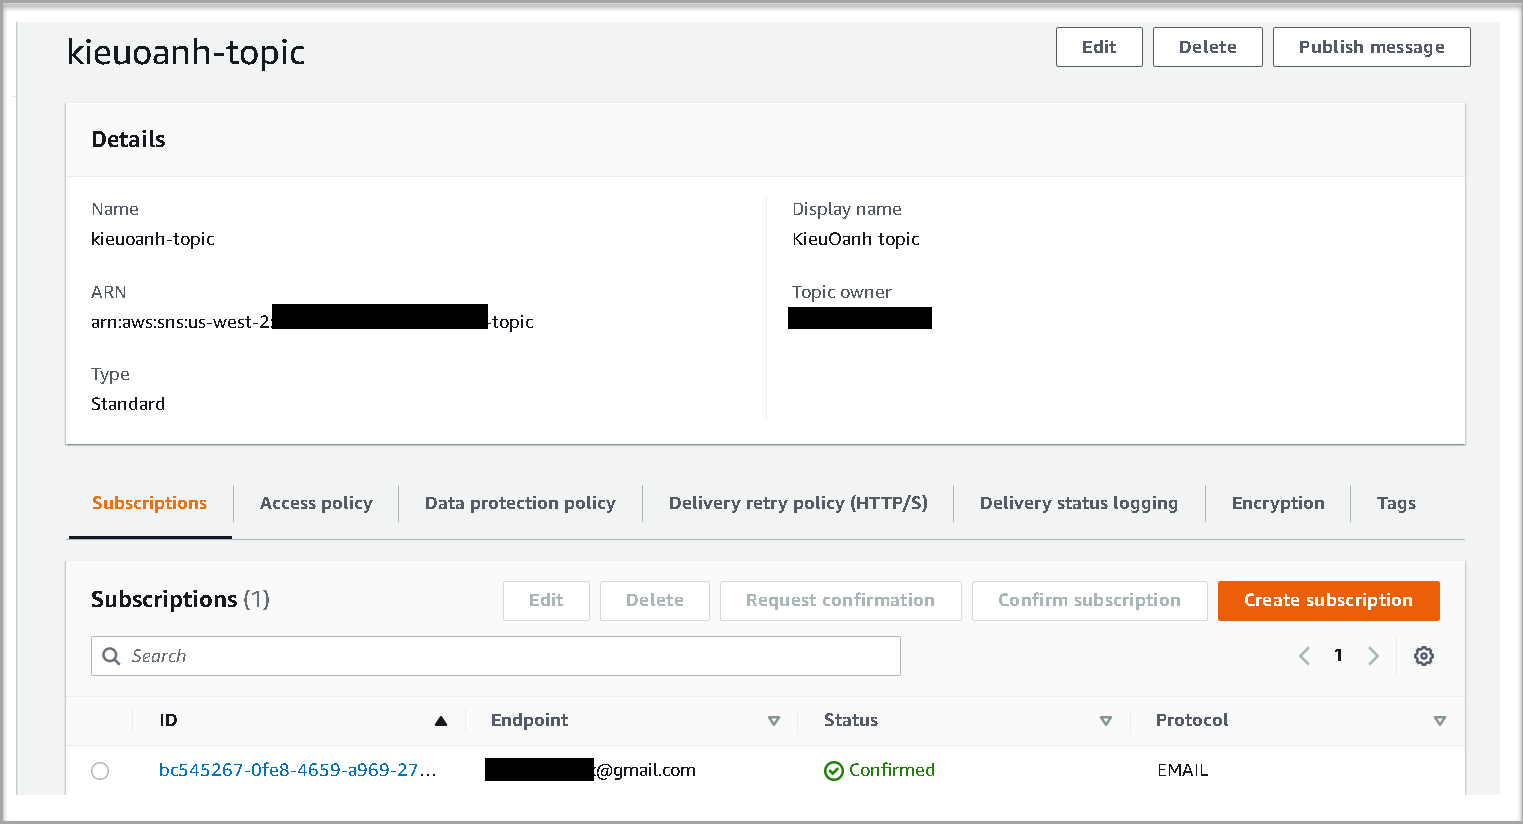 kieuoanh-topic
Edit
Delete
Publish message
Details
Name
kieuoanh-topic
Display name
KieuOanh topic
ARN
arn:aws:sns:us-west-2: -topic
Topic owner
Type
Standard
Subscriptions
Access policy
Data protection policy
Delivery retry policy (HTTP/S)
Delivery status logging
Encryption
Tags
Subscriptions (1)
Edit
Delete
Request confirmation
Confirm subscription
Create subscription
Search
1
ID
Endpoint
Status
Protocol
bc545267-0fe8-4659-a969-27...
@gmail.com
Confirmed
EMAIL